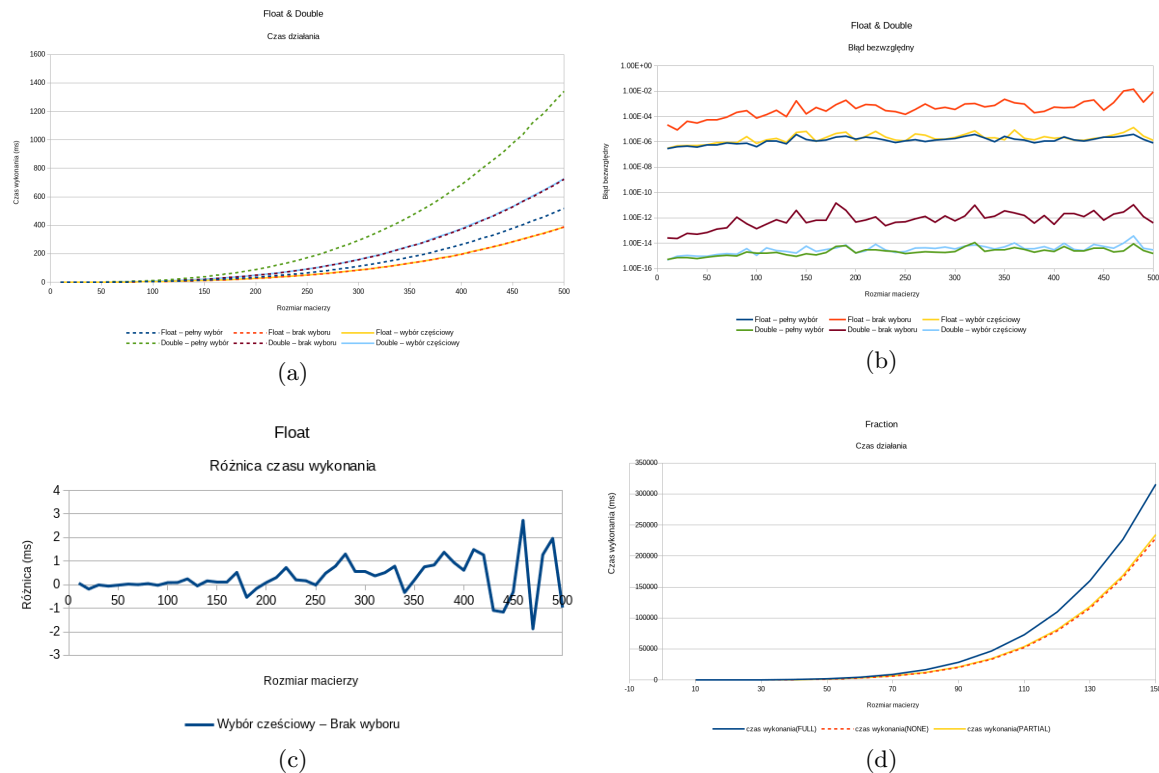 Float & Double
Czas działania
Czas wykonania (ms)
1600
1400
1200
1000
800
600
400
200
0
0 50 100 150 200 250 300 350 400 450 500
Rozmiar macierzy
Float – pełny wybór Float – brak wyboru Float – wybór częściowy
Double – pełny wybór Double – brak wyboru Double – wybór częściowy
(a)
Float & Double
Błąd bezwzględny
Błąd bezwzględny
1.00E+00
1.00E-02
1.00E-04
1.00E-06
1.00E-08
1.00E-10
1.00E-12
1.00E-14
1.00E-16
0 50 100 150 200 250 300 350 400 450 500
Rozmiar macierzy
Float – pełny wybór Float – brak wyboru Float – wybór częściowy
Double – pełny wybór Double – brak wyboru Double – wybór częściowy
(b)
Float
Różnica czasu wykonania
Różnica (ms)
4
3
2
1
0
-1
-2
-3
0 50 100 150 200 250 300 350 400 450 500
Rozmiar macierzy
Wybór cześciowy – Brak wyboru
(c)
Fraction
Czas działania
Czas wykonania (ms)
350000
300000
250000
200000
150000
100000
50000
0
-10 10 30 50 70 90 110 130 150
Rozmiar macierzy
czas wykonania(FULL) czas wykonania(NONE) czas wykonania(PARTIAL)
(d)